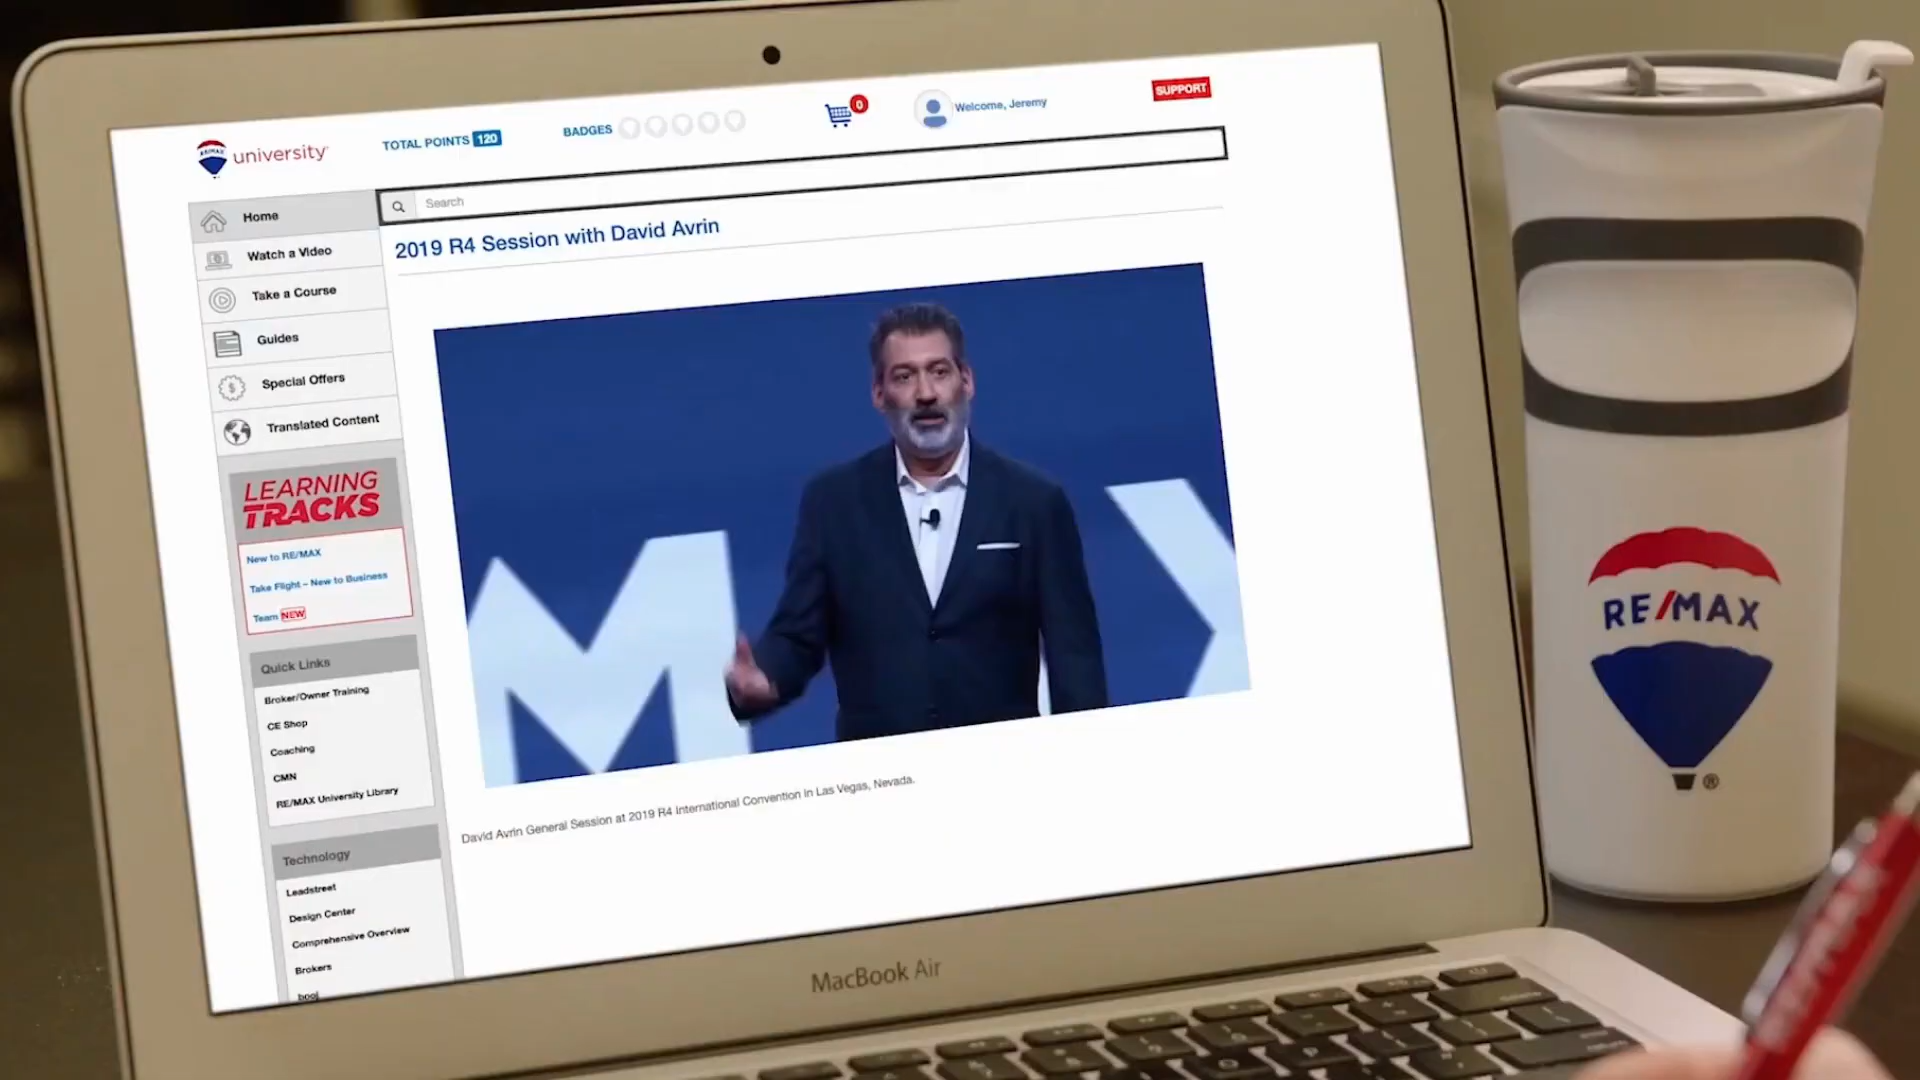 RE/MAX university
TOTAL POINTS 120
BADGES
0
Welcome, Jeremy
SUPPORT
Search
Home
Watch a Video
Take a Course
Guides
Special Offers
Translated Content
2019 R4 Session with David Avrin
M X
David Avrin General Session at 2019 R4 International Convention in Las Vegas, Nevada.
LEARNING
TRACKS
New to RE/MAX
Take Flight – New to Business
Team NEW
Quick Links
Broker/Owner Training
CE Shop
Coaching
CMN
RE/MAX University Library
Technology
Leadstreet
Design Center
Comprehensive Overview
Brokers
booj
MacBook Air
RE/MAX
®